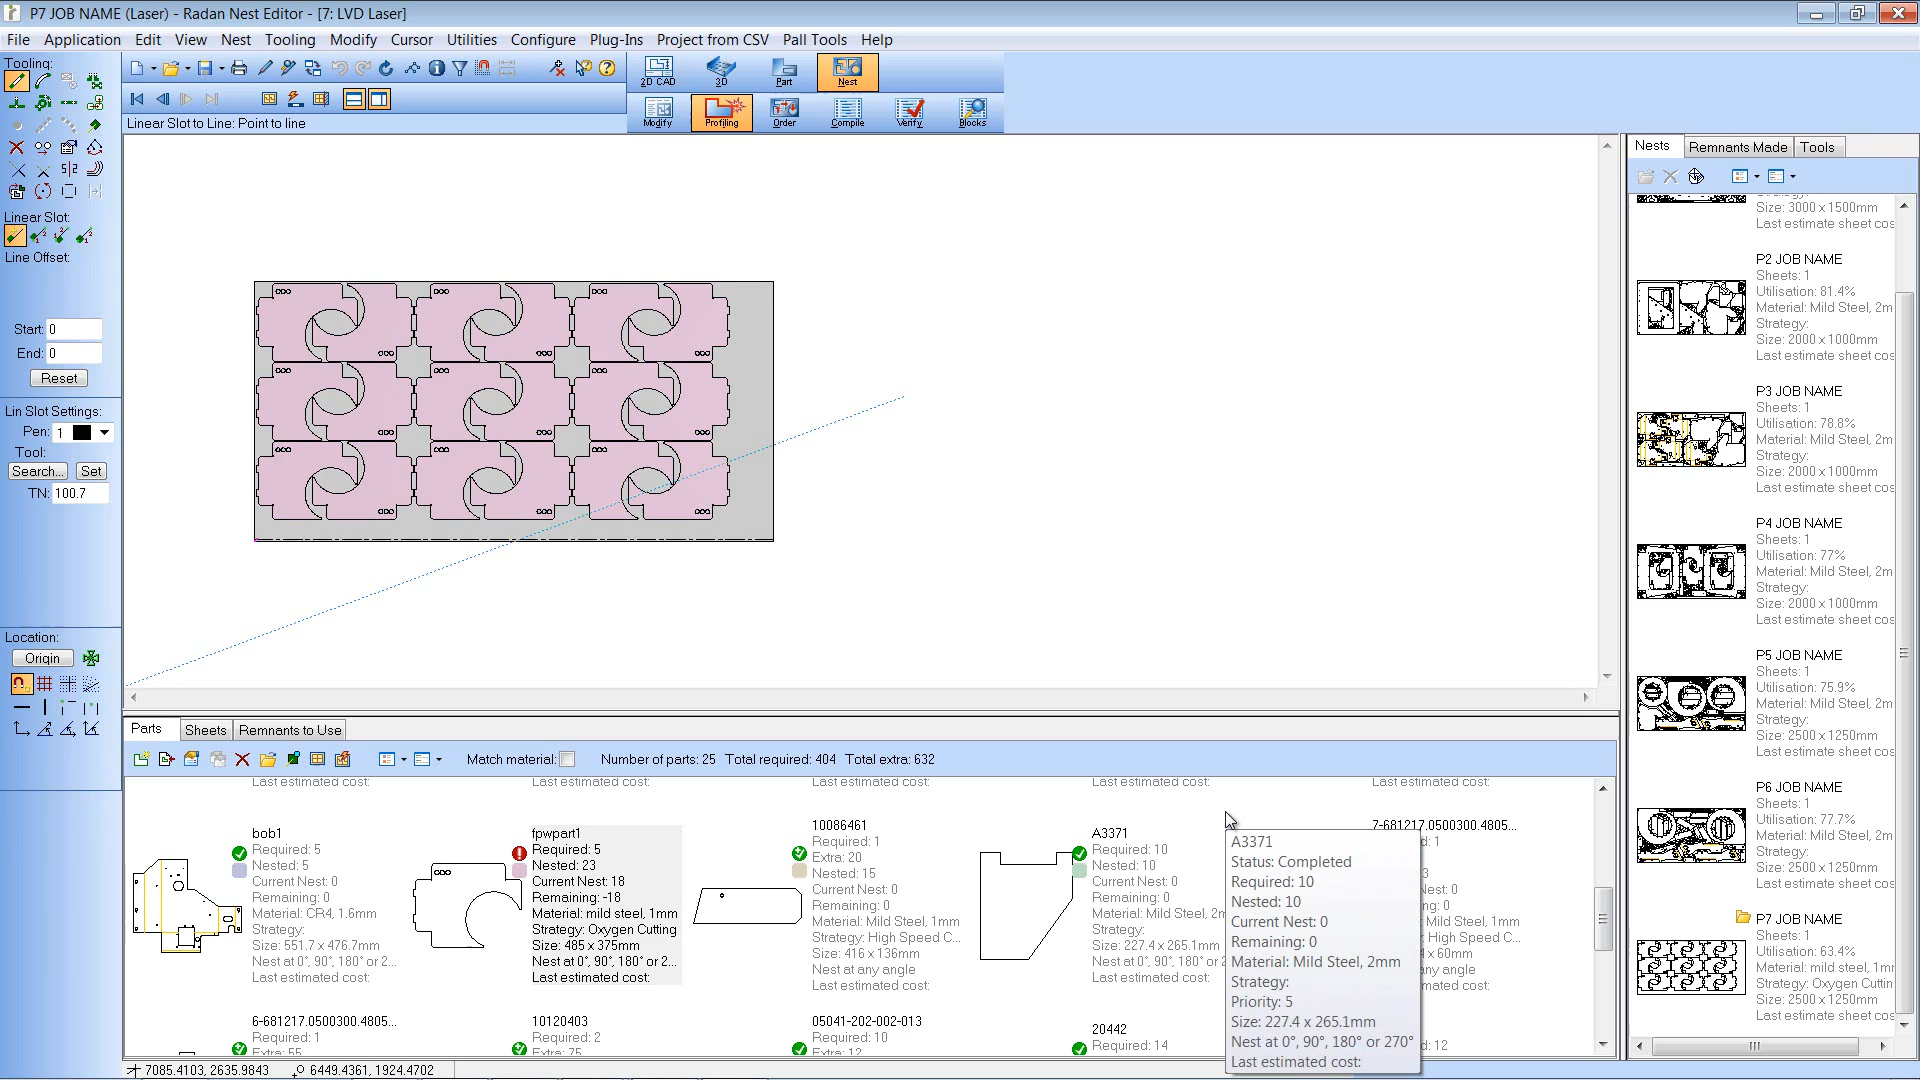 P7 JOB NAME (Laser) - Radan Nest Editor - [7: LVD Laser]
File Application Edit View Nest Tooling Modify Cursor Utilities Configure Plug-Ins Project from CSV Pall Tools Help
Tooling:
2D CAD 3D Part Nest
Modify Profiling Order Compile Verify Blocks
Linear Slot to Line: Point to line
Linear Slot:
Line Offset:
Start: 0
End: 0
Reset
Lin Slot Settings:
Pen: 1
Tool:
Search... Set
TN: 100.7
Location:
Origin
Nests Remnants Made Tools
Size: 3000 x 1500mm
Last estimate sheet cos
P2 JOB NAME
Sheets: 1
Utilisation: 81.4%
Material: Mild Steel, 2m
Strategy:
Size: 2000 x 1000mm
Last estimate sheet cos
P3 JOB NAME
Sheets: 1
Utilisation: 78.8%
Material: Mild Steel, 2m
Strategy:
Size: 2000 x 1000mm
Last estimate sheet cos
P4 JOB NAME
Sheets: 1
Utilisation: 77%
Material: Mild Steel, 2m
Strategy:
Size: 2000 x 1000mm
Last estimate sheet cos
P5 JOB NAME
Sheets: 1
Utilisation: 75.9%
Material: Mild Steel, 2m
Strategy:
Size: 2500 x 1250mm
Last estimate sheet cos
P6 JOB NAME
Sheets: 1
Utilisation: 77.7%
Material: Mild Steel, 2m
Strategy:
Size: 2500 x 1250mm
Last estimate sheet cos
P7 JOB NAME
Sheets: 1
Utilisation: 63.4%
Material: mild steel, 1mr
Strategy: Oxygen Cuttin
Size: 2500 x 1250mm
Last estimate sheet cos
Parts Sheets Remnants to Use
Match material: Number of parts: 25 Total required: 404 Total extra: 632
Last estimated cost: Last estimated cost: Last estimated cost: Last estimated cost: Last estimated cost:
bob1
Required: 5
Nested: 5
Current Nest: 0
Remaining: 0
Material: CR4, 1.6mm
Strategy:
Size: 551.7 x 476.7mm
Nest at 0°, 90°, 180° or 2...
Last estimated cost:
fpwpart1
Required: 5
Nested: 23
Current Nest: 18
Remaining: -18
Material: mild steel, 1mm
Strategy: Oxygen Cutting
Size: 485 x 375mm
Nest at 0°, 90°, 180° or 2...
Last estimated cost:
10086461
Required: 1
Extra: 20
Nested: 15
Current Nest: 0
Remaining: 0
Material: Mild Steel, 1mm
Strategy: High Speed C...
Size: 416 x 136mm
Nest at any angle
Last estimated cost:
A3371
Required: 10
Nested: 10
Current Nest: 0
Remaining: 0
Material: Mild Steel, 2m
Strategy:
Size: 227.4 x 265.1mm
Nest at 0°, 90°, 180° or 2
Last estimated cost:
7-681217.0500300.4805...
d: 1
3
Nest: 0
ng: 0
Mild Steel, 1mm
High Speed C...
x 60mm
any angle
mated cost:
A3371
Status: Completed
Required: 10
Nested: 10
Current Nest: 0
Remaining: 0
Material: Mild Steel, 2mm
Strategy:
Priority: 5
Size: 227.4 x 265.1mm
Nest at 0°, 90°, 180° or 270°
Last estimated cost:
6-681217.0500300.4805...
Required: 1
Extra: 55
10120403
Required: 2
Extra: 75
05041-202-002-013
Required: 10
Extra: 12
20442
Required: 14
d: 12
7085.4103, 2635.9843 6449.4361, 1924.4702